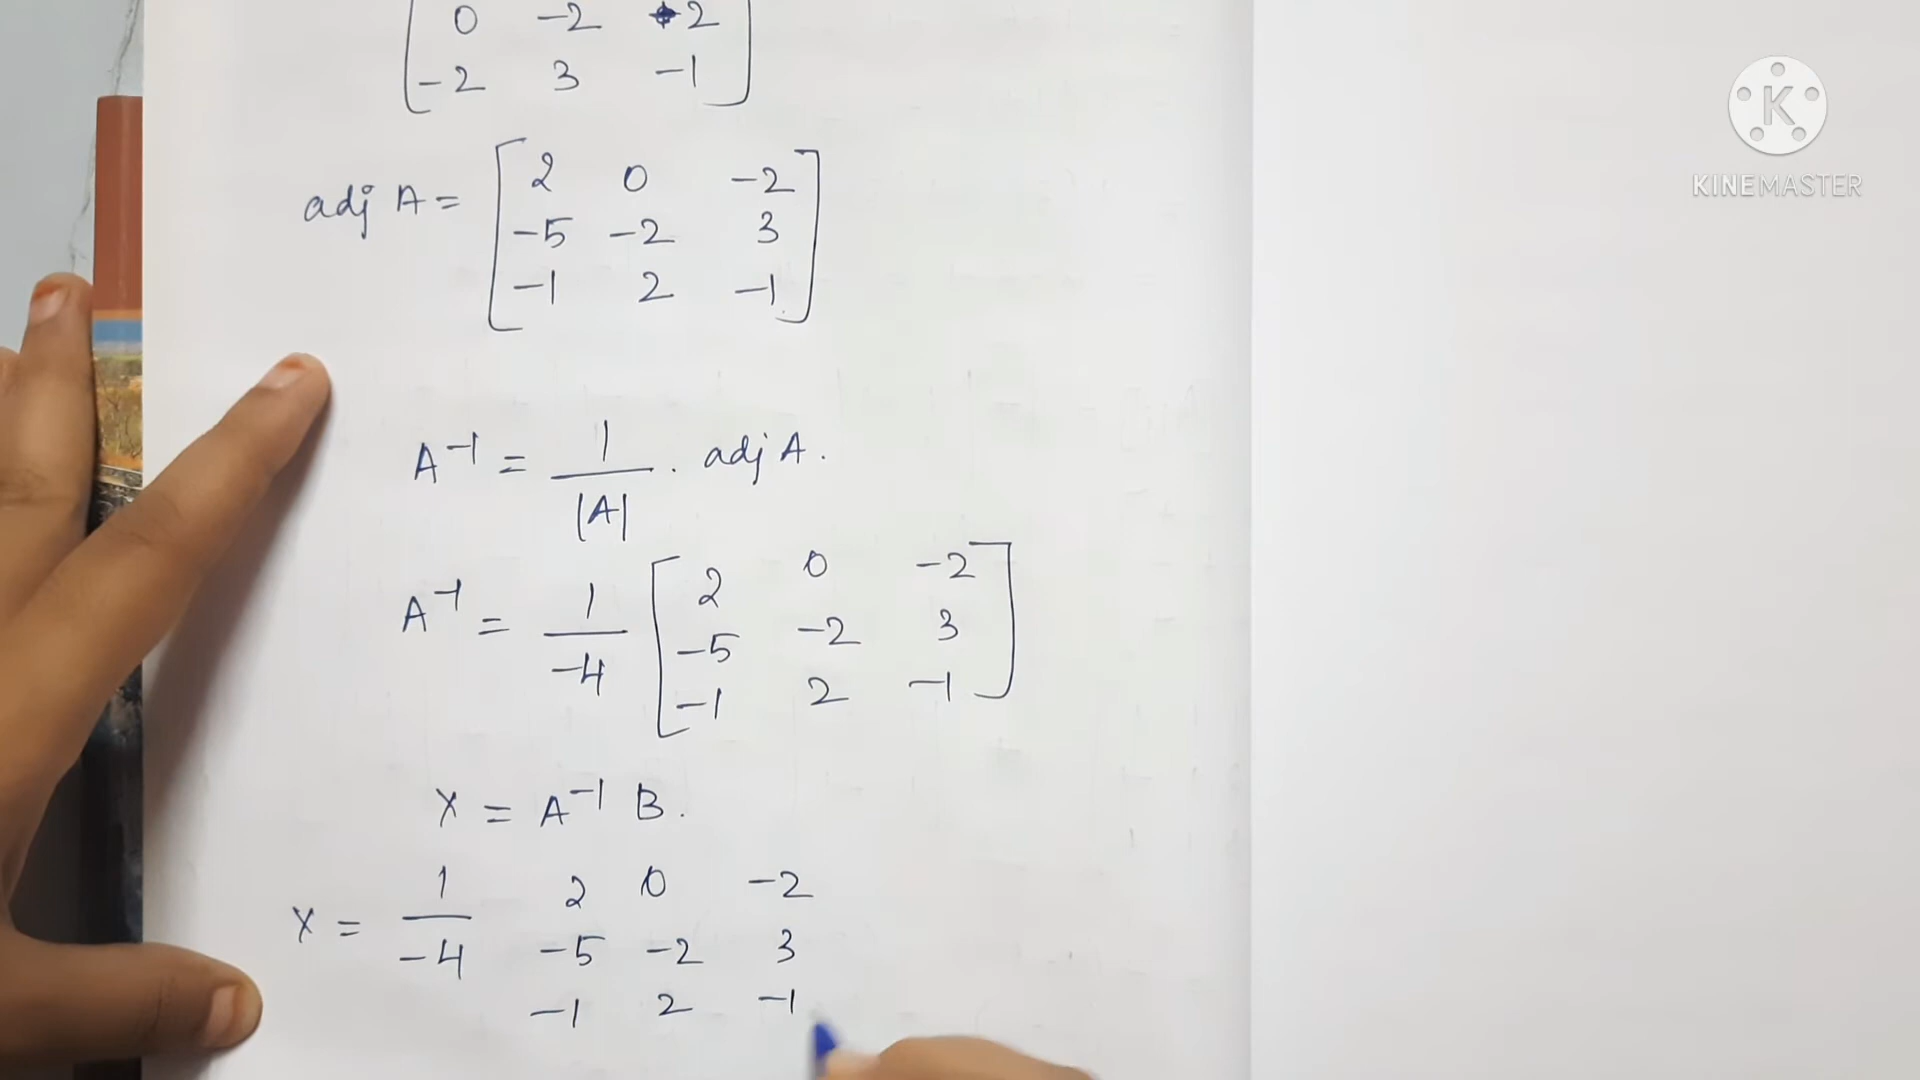 0 -2 2
-2 3 -1
adj A = [2 0 -2
-5 -2 3
-1 2 -1]
A⁻¹ = 1/|A| . adj A.
A⁻¹ = 1/-4 [2 0 -2
-5 -2 3
-1 2 -1]
X = A⁻¹ B.
X = 1/-4 2 0 -2
-5 -2 3
-1 2 -1
KINEMASTER